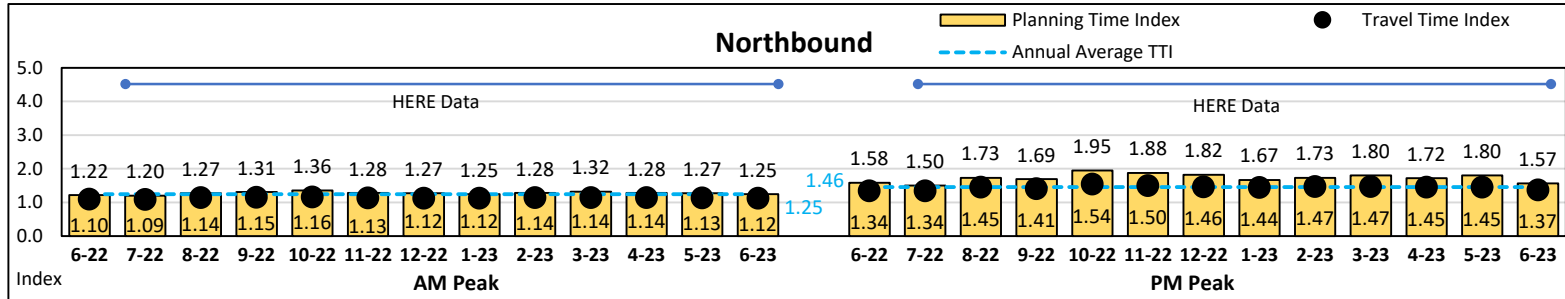 Northbound
Planning Time Index
Travel Time Index
Annual Average TTI
5.0
4.0
3.0
2.0
1.0
0.0
Index
HERE Data
HERE Data
1.22 1.20 1.27 1.31 1.36 1.28 1.27 1.25 1.28 1.32 1.28 1.27 1.25
1.58 1.50 1.73 1.69 1.95 1.88 1.82 1.67 1.73 1.80 1.72 1.80 1.57
1.46
1.25
1.10 1.09 1.14 1.15 1.16 1.13 1.12 1.12 1.14 1.14 1.14 1.13 1.12
1.34 1.34 1.45 1.41 1.54 1.50 1.46 1.44 1.47 1.47 1.45 1.45 1.37
6-22 7-22 8-22 9-22 10-22 11-22 12-22 1-23 2-23 3-23 4-23 5-23 6-23
6-22 7-22 8-22 9-22 10-22 11-22 12-22 1-23 2-23 3-23 4-23 5-23 6-23
AM Peak
PM Peak